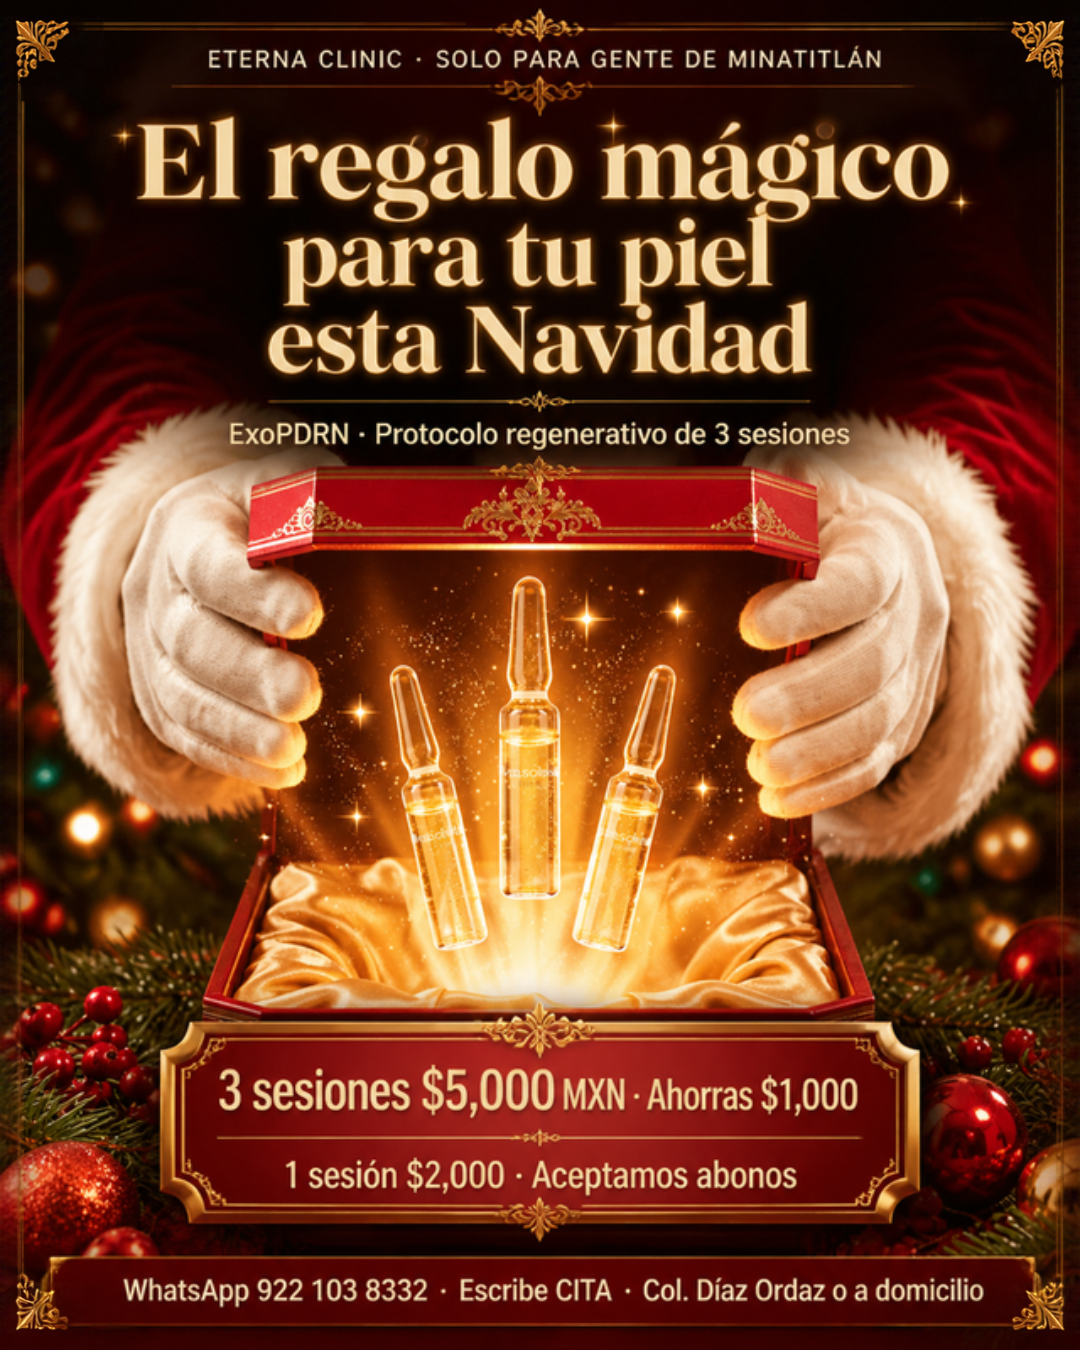 ETERNA CLINIC · SOLO PARA GENTE DE MINATITLÁN
El regalo mágico
para tu piel
esta Navidad
ExoPDRN · Protocolo regenerativo de 3 sesiones
3 sesiones $5,000 MXN · Ahorras $1,000
1 sesión $2,000 · Aceptamos abonos
WhatsApp 922 103 8332 · Escribe CITA · Col. Díaz Ordaz o a domicilio